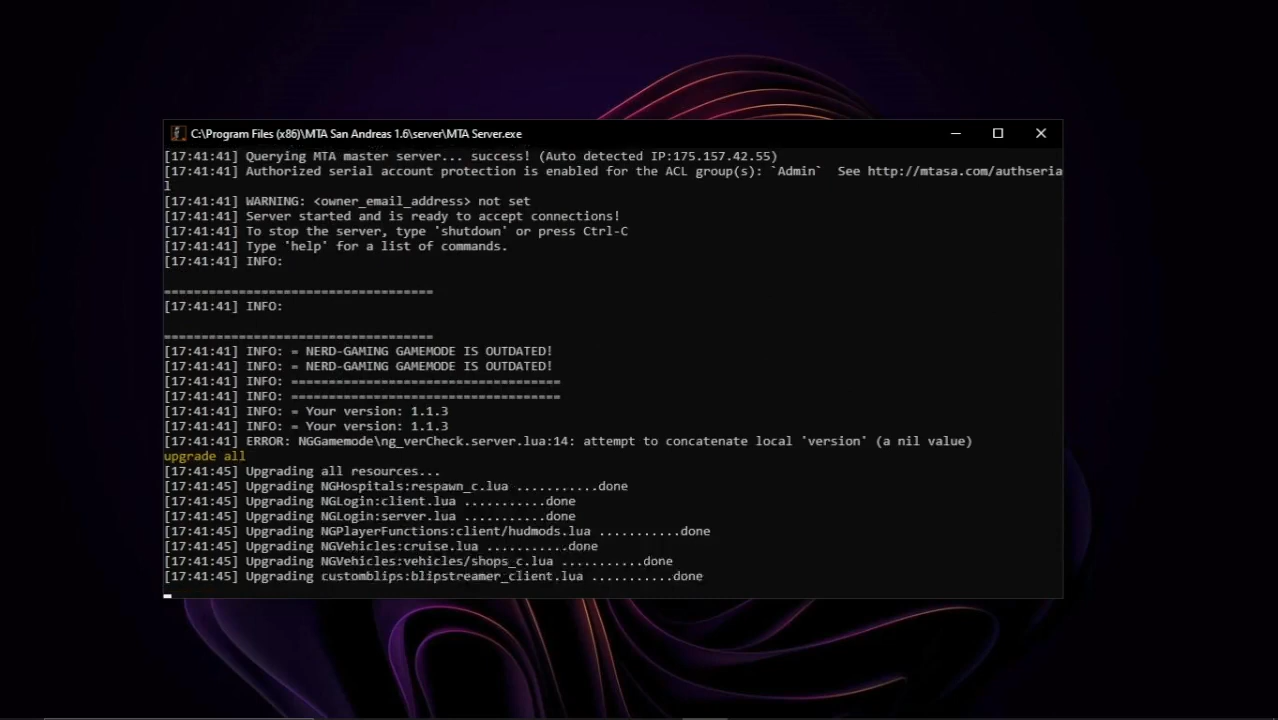 C:\Program Files (x86)\MTA San Andreas 1.6\server\MTA Server.exe
[17:41:41] Querying MTA master server... success! (Auto detected IP:175.157.42.55)
[17:41:41] Authorized serial account protection is enabled for the ACL group(s): `Admin`  See http://mtasa.com/authseria
l
[17:41:41] WARNING: <owner_email_address> not set
[17:41:41] Server started and is ready to accept connections!
[17:41:41] To stop the server, type 'shutdown' or press Ctrl-C
[17:41:41] Type 'help' for a list of commands.
[17:41:41] INFO:
====================================
[17:41:41] INFO:
====================================
[17:41:41] INFO: = NERD-GAMING GAMEMODE IS OUTDATED!
[17:41:41] INFO: = NERD-GAMING GAMEMODE IS OUTDATED!
[17:41:41] INFO: ====================================
[17:41:41] INFO: ====================================
[17:41:41] INFO: = Your version: 1.1.3
[17:41:41] INFO: = Your version: 1.1.3
[17:41:41] ERROR: NGGamemode\ng_verCheck.server.lua:14: attempt to concatenate local 'version' (a nil value)
upgrade all
[17:41:45] Upgrading all resources...
[17:41:45] Upgrading NGHospitals:respawn_c.lua ...........done
[17:41:45] Upgrading NGLogin:client.lua ...........done
[17:41:45] Upgrading NGLogin:server.lua ...........done
[17:41:45] Upgrading NGPlayerFunctions:client/hudmods.lua ...........done
[17:41:45] Upgrading NGVehicles:cruise.lua ...........done
[17:41:45] Upgrading NGVehicles:vehicles/shops_c.lua ...........done
[17:41:45] Upgrading customblips:blipstreamer_client.lua ...........done